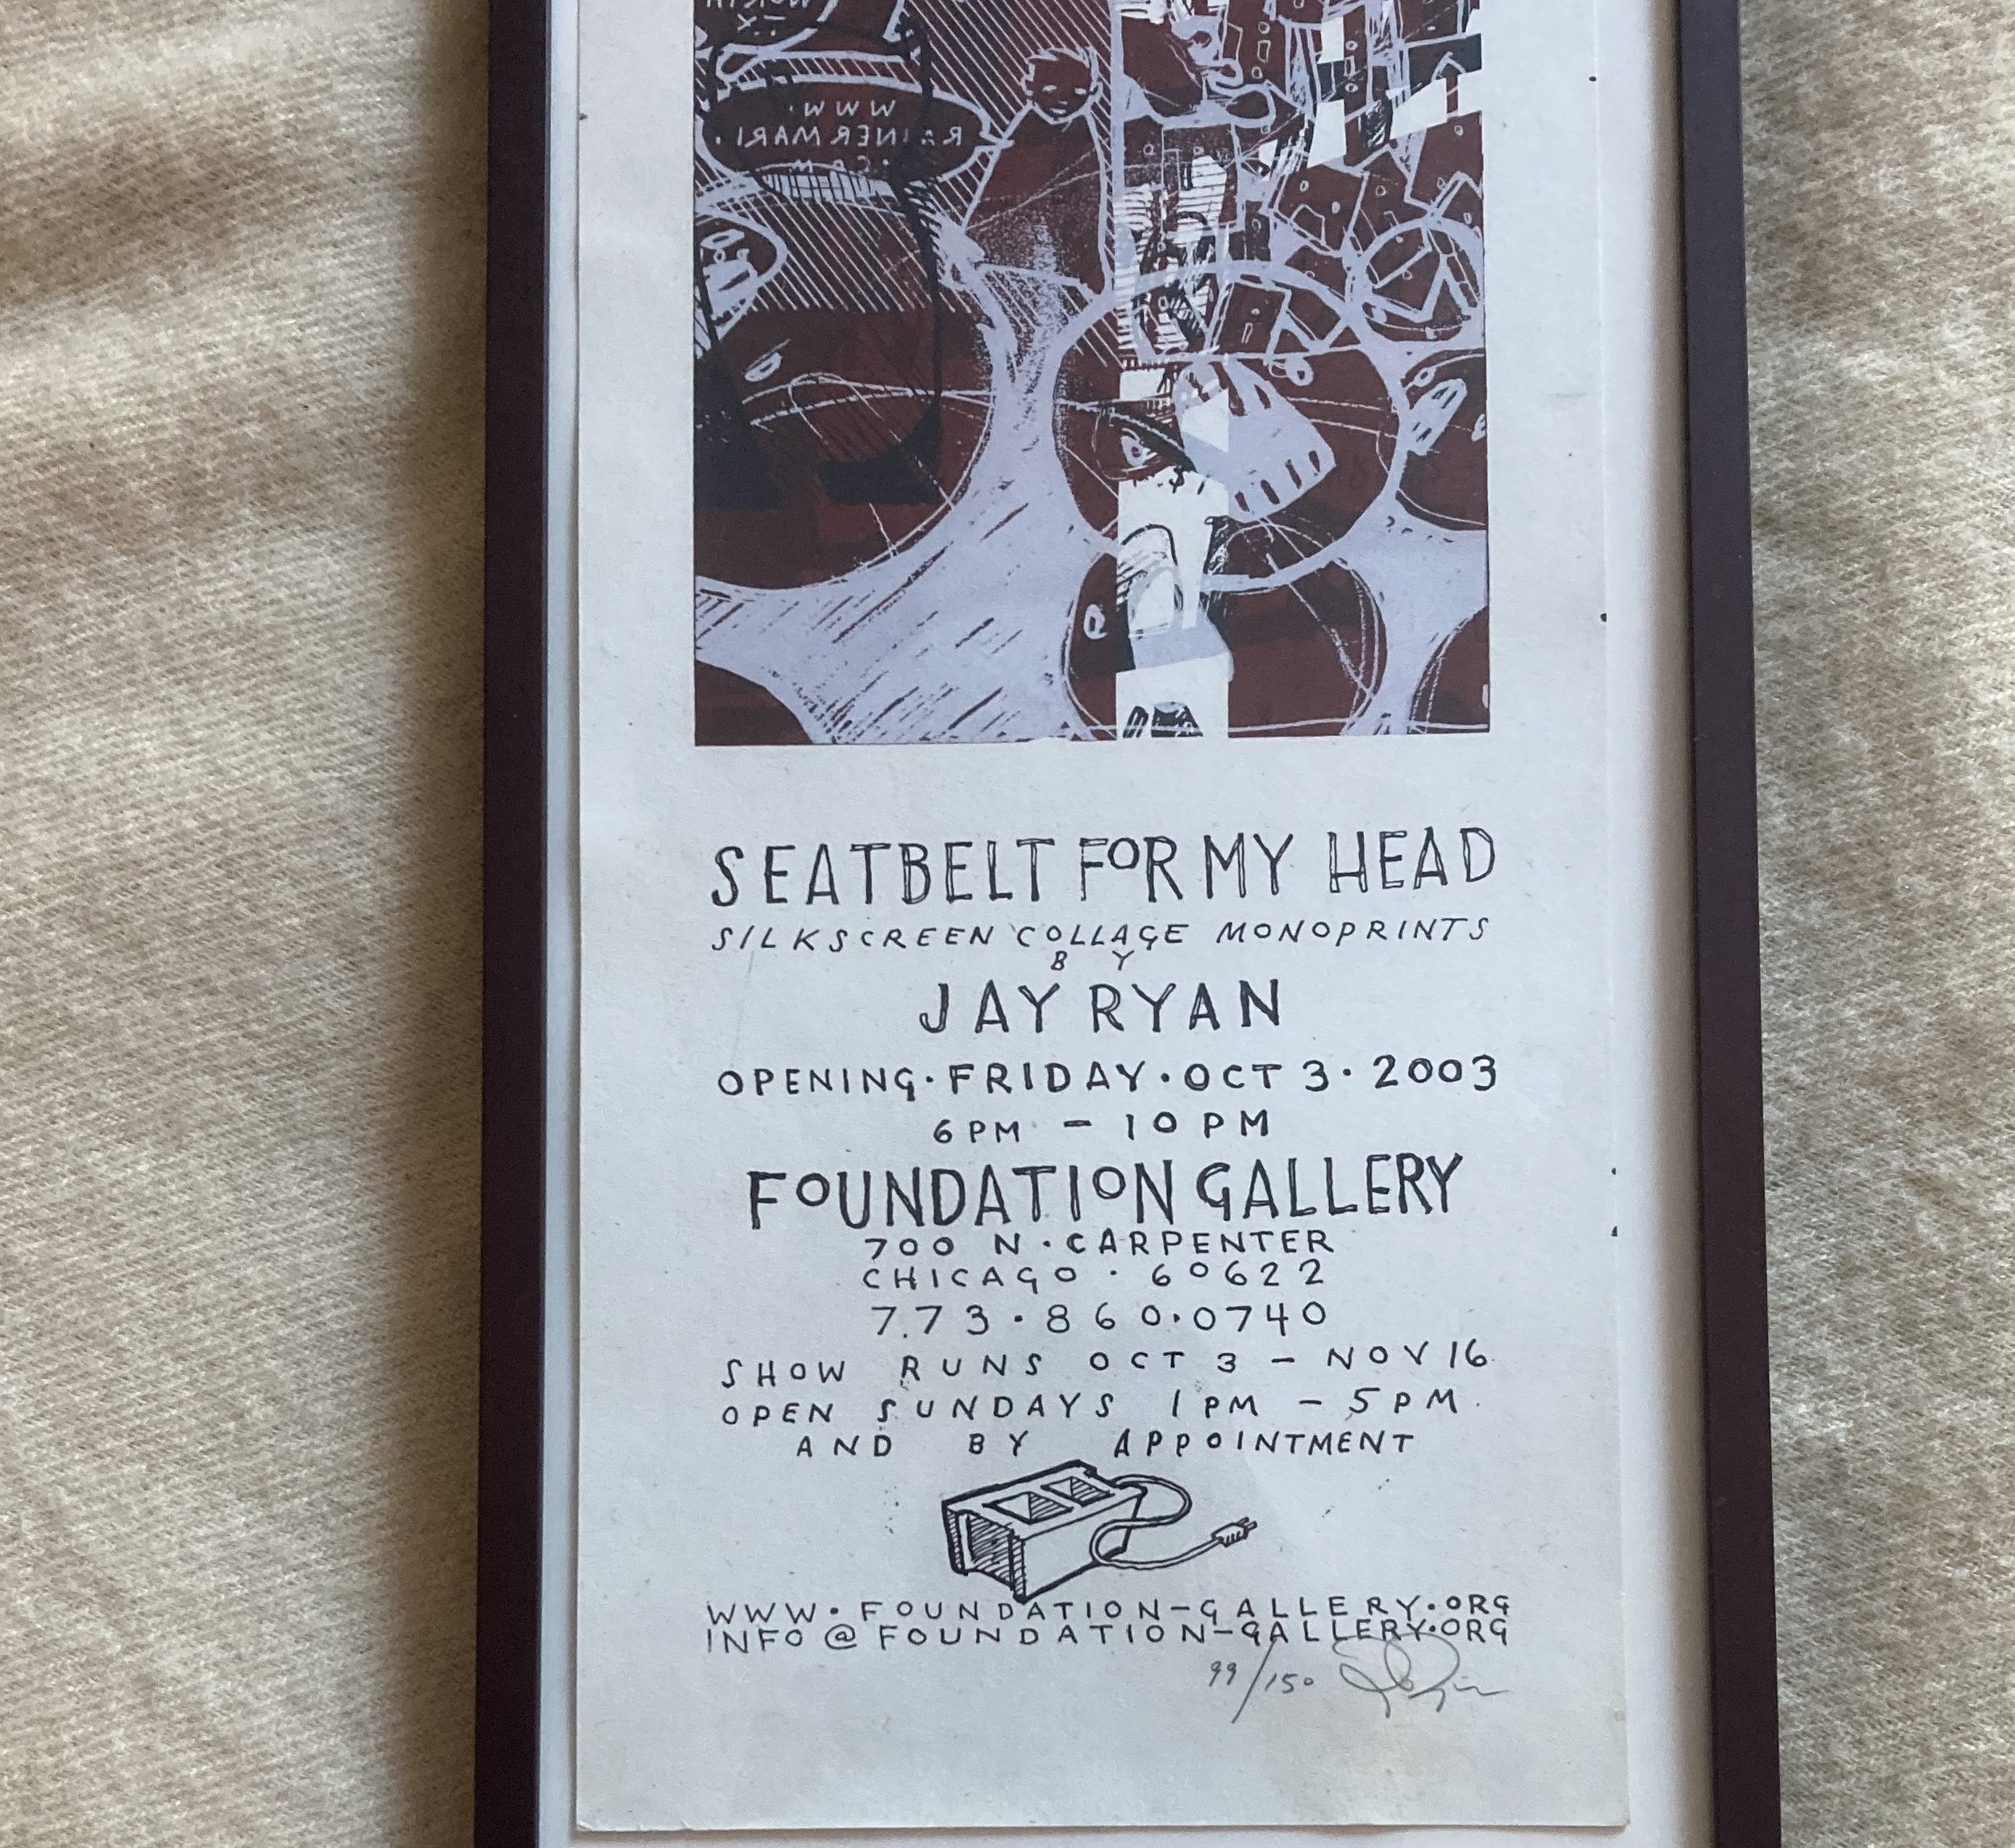 WWW.
RAINERMARI.
.COM
SEATBELT FOR MY HEAD
SILKSCREEN COLLAGE MONOPRINTS
BY
JAY RYAN
OPENING·FRIDAY·OCT 3·2003
6PM - 10PM
FOUNDATION GALLERY
700 N·CARPENTER
CHICAGO · 60622
773·860·0740
SHOW RUNS OCT 3 - NOV 16
OPEN SUNDAYS 1PM - 5PM
AND BY APPOINTMENT
WWW.FOUNDATION-GALLERY.ORG
INFO@FOUNDATION-GALLERY.ORG
99/150